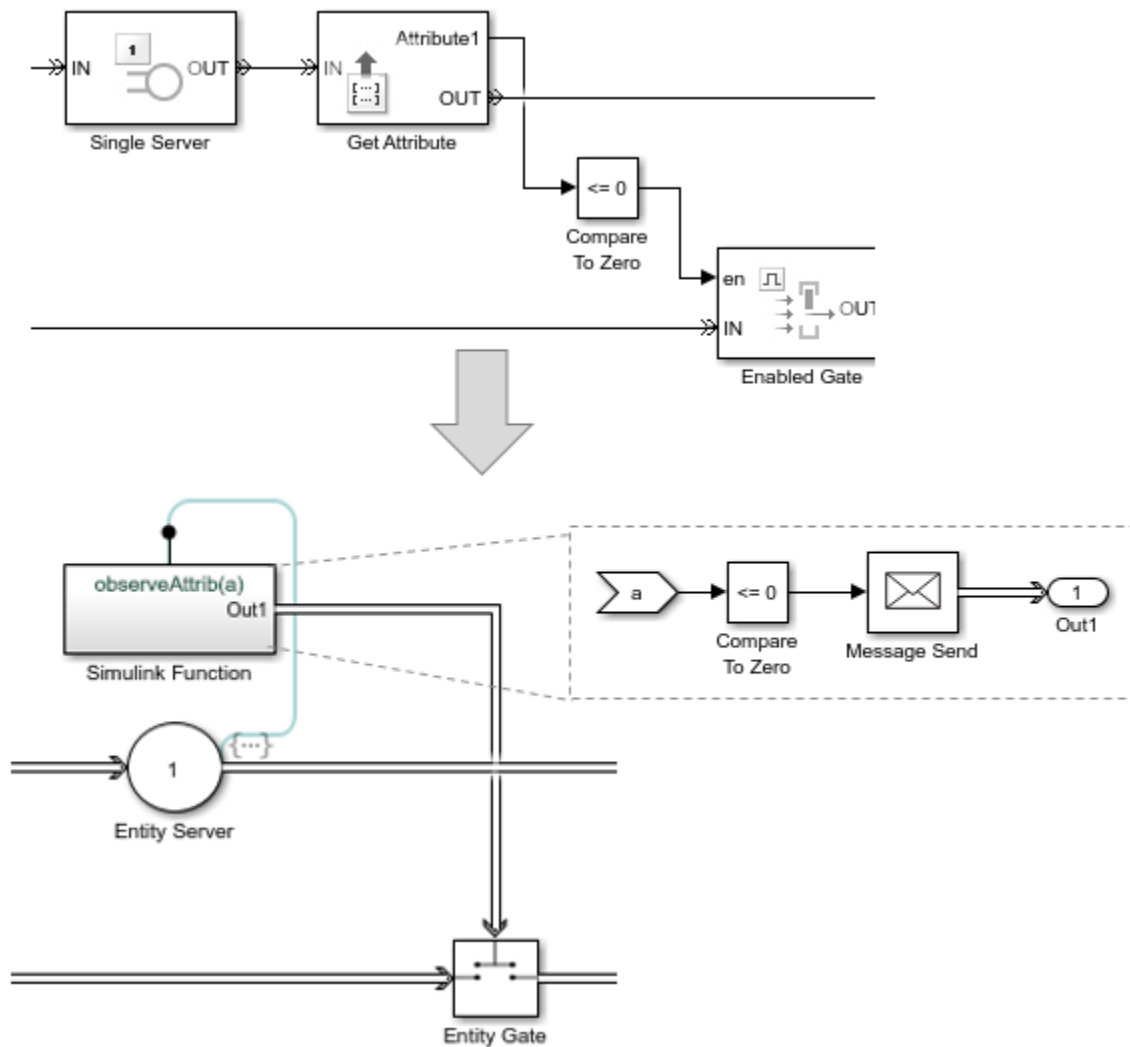 1
IN
OUT
Single Server
IN
[...]
[...]
Attribute1
OUT
Get Attribute
<= 0
Compare
To Zero
en
IN
OUT
Enabled Gate
observeAttrib(a)
Out1
Simulink Function
a
<= 0
Compare
To Zero
Message Send
1
Out1
{...}
1
Entity Server
Entity Gate